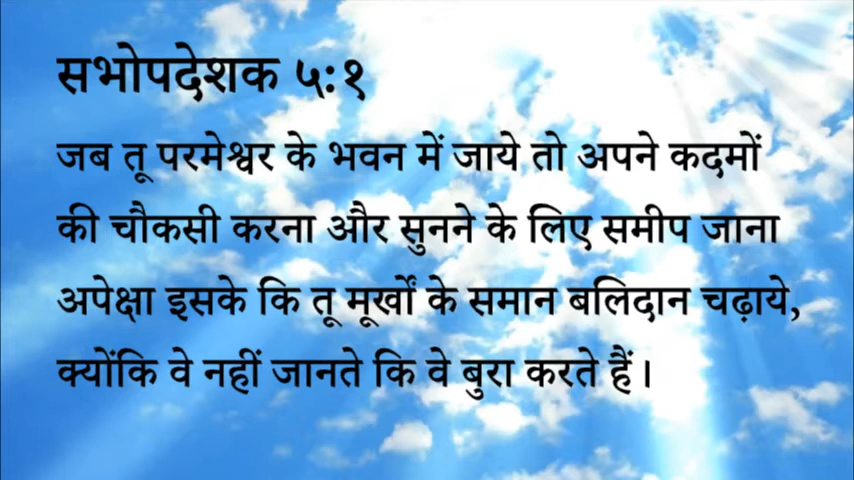 सभोपदेशक ५:१
जब तू परमेश्वर के भवन में जाये तो अपने कदमों
की चौकसी करना और सुनने के लिए समीप जाना
अपेक्षा इसके कि तू मूर्खों के समान बलिदान चढ़ाये,
क्योंकि वे नहीं जानते कि वे बुरा करते हैं।